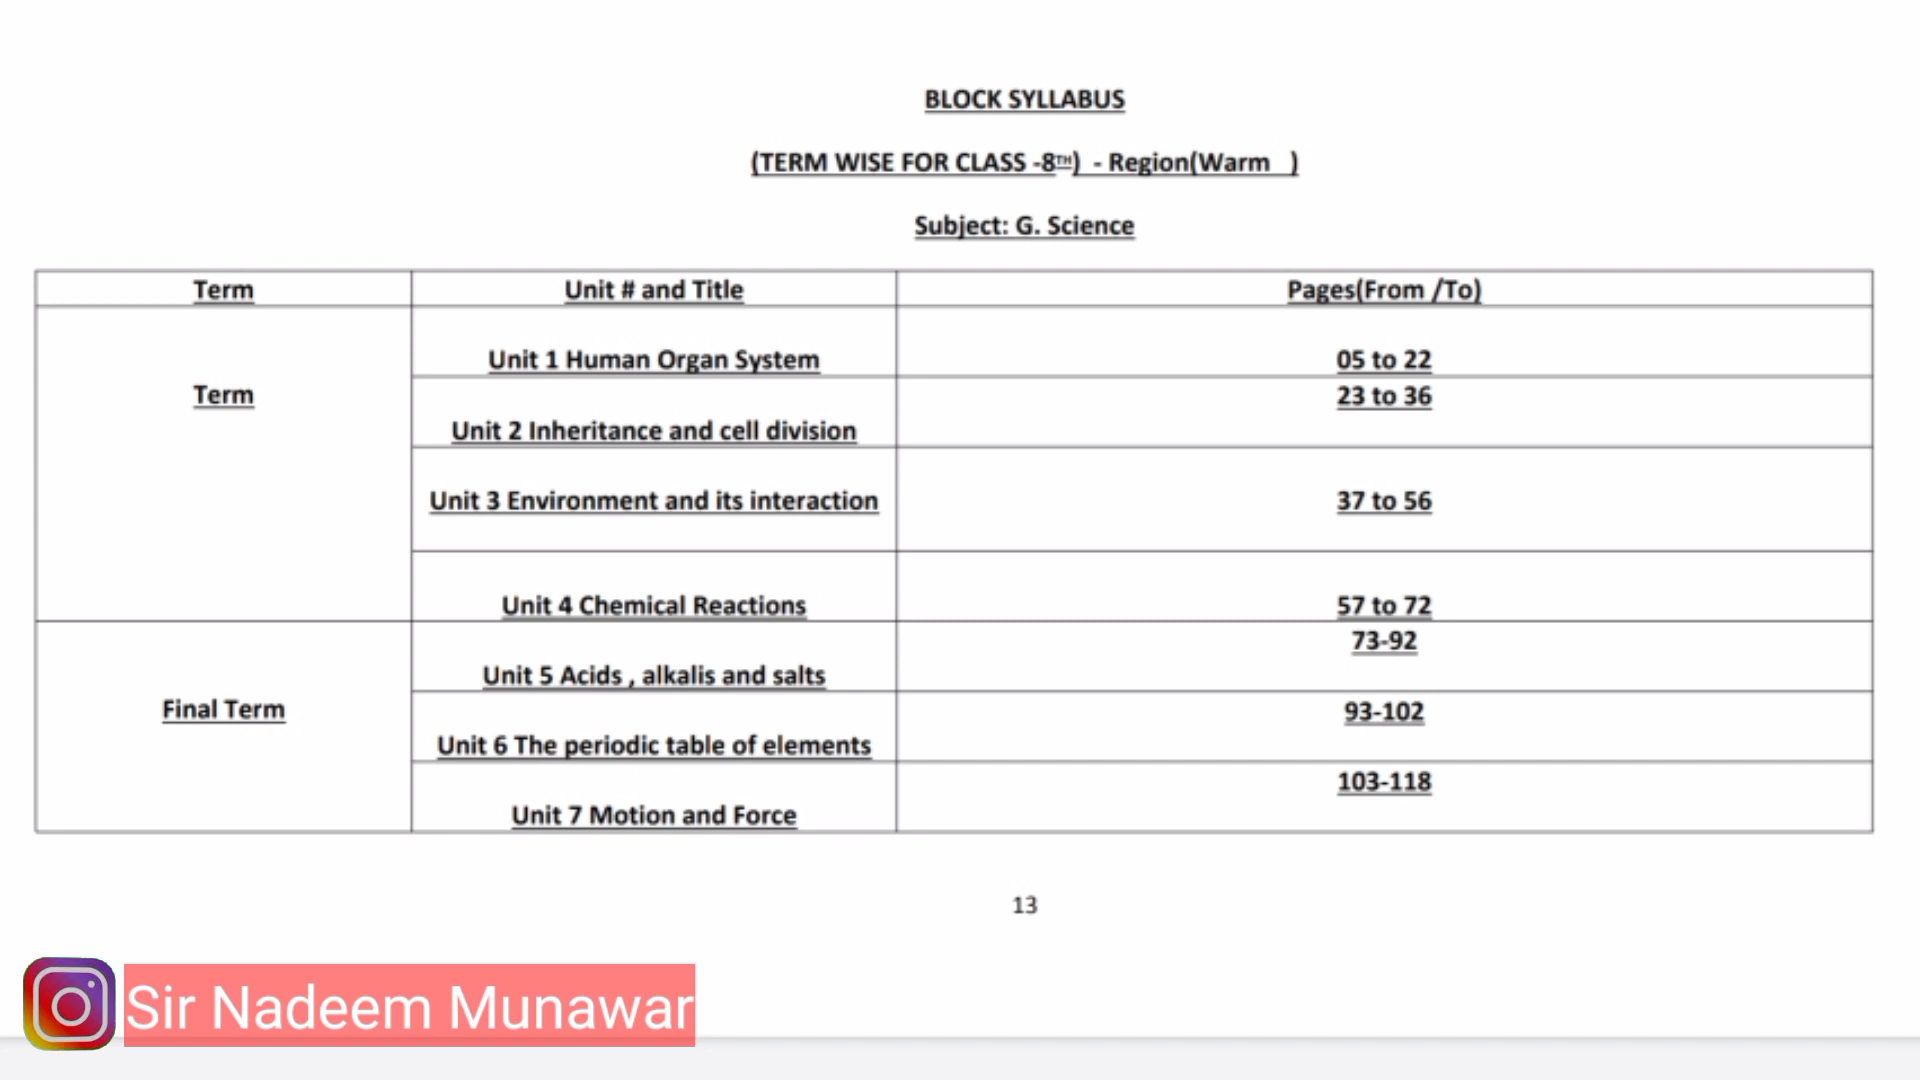 BLOCK SYLLABUS
(TERM WISE FOR CLASS -8TH) - Region(Warm )
Subject: G. Science
Term Unit # and Title Pages(From /To)
Term
Unit 1 Human Organ System 05 to 22
Unit 2 Inheritance and cell division 23 to 36
Unit 3 Environment and its interaction 37 to 56
Unit 4 Chemical Reactions 57 to 72
Final Term
Unit 5 Acids , alkalis and salts 73-92
Unit 6 The periodic table of elements 93-102
Unit 7 Motion and Force 103-118
13
Sir Nadeem Munawar